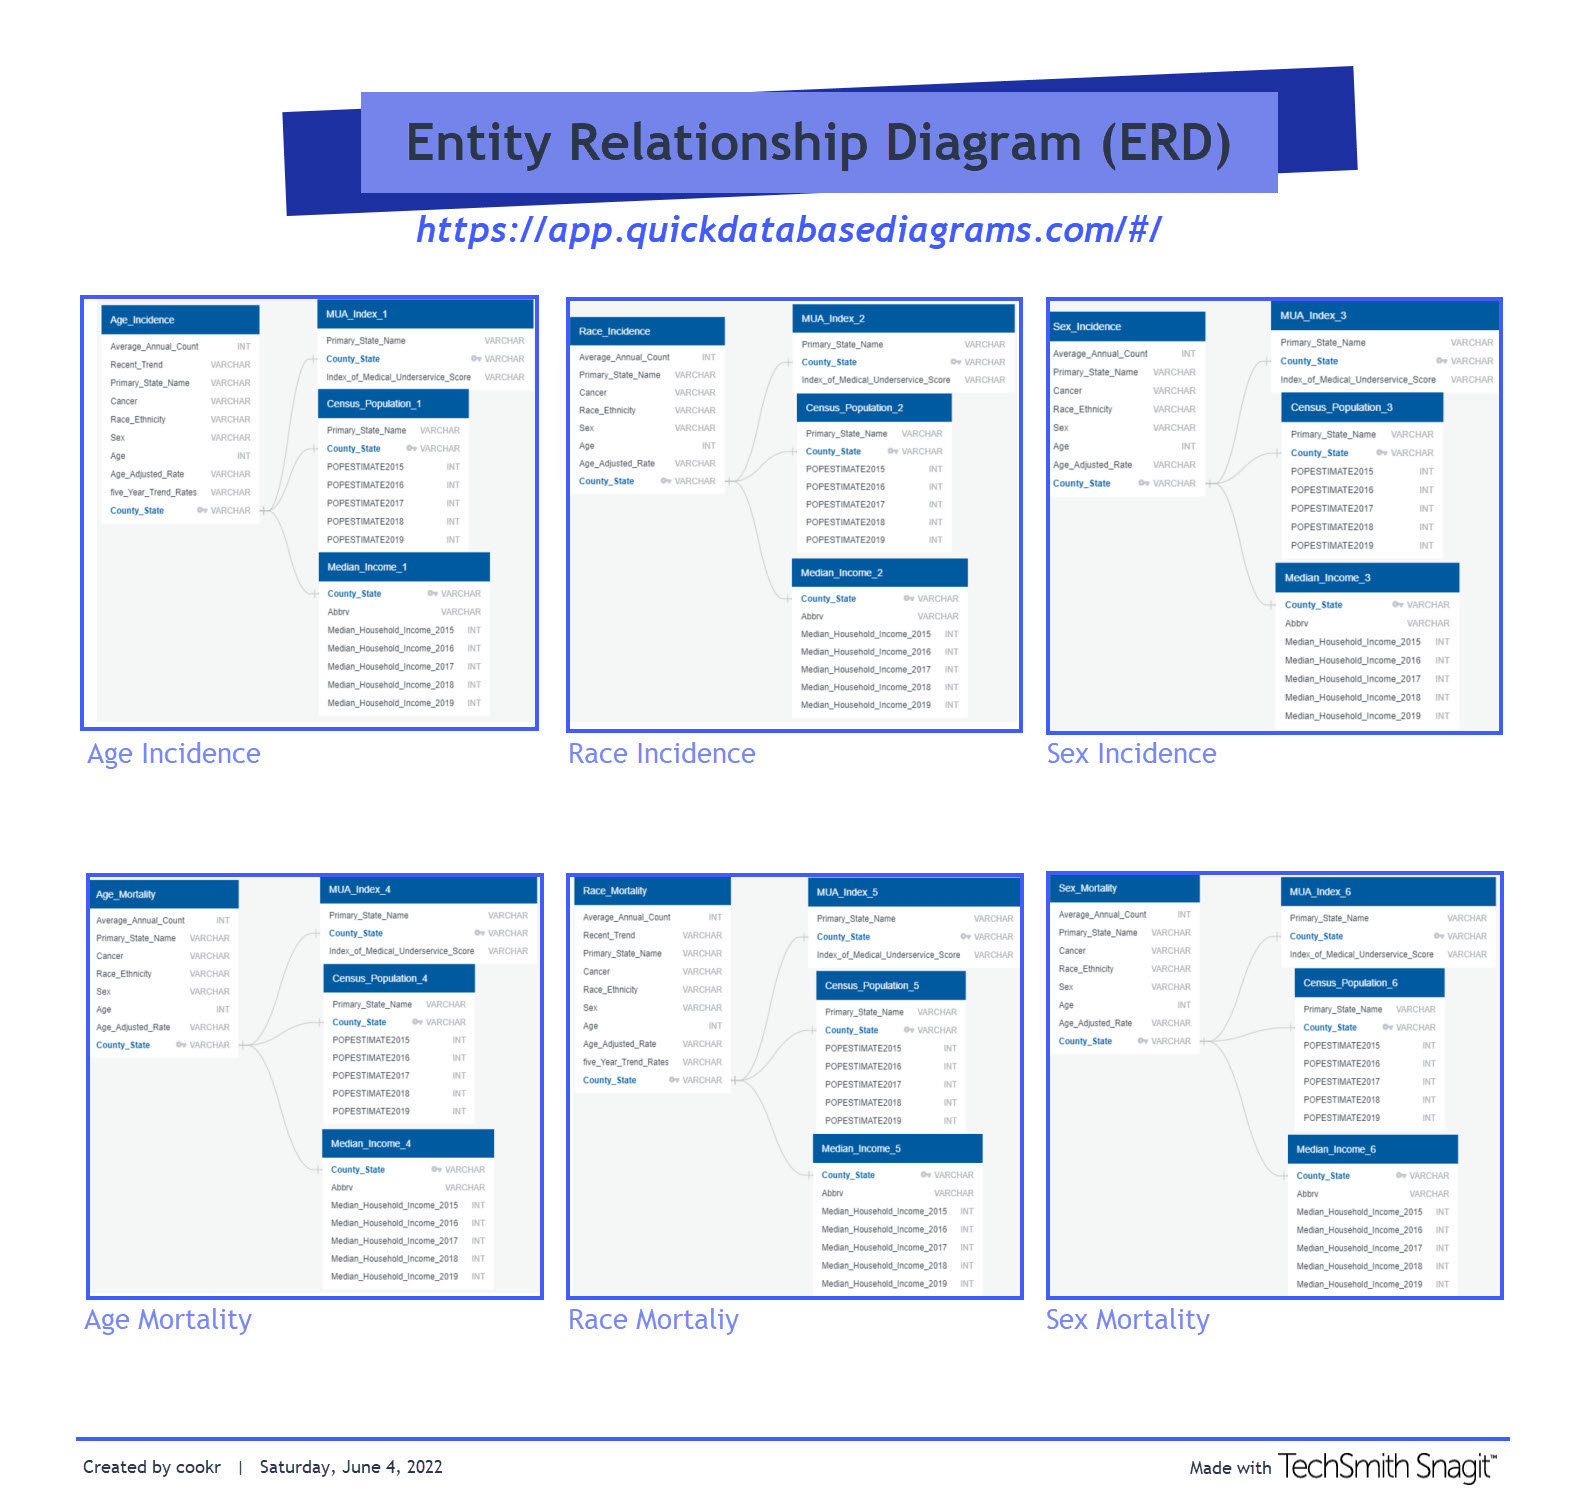 Entity Relationship Diagram (ERD)
https://app.quickdatabasediagrams.com/#/
Age_Incidence
Average_Annual_Count INT
Recent_Trend VARCHAR
Primary_State_Name VARCHAR
Cancer VARCHAR
Race_Ethnicity VARCHAR
Sex VARCHAR
Age INT
Age_Adjusted_Rate VARCHAR
five_Year_Trend_Rates VARCHAR
County_State VARCHAR
MUA_Index_1
Primary_State_Name VARCHAR
County_State VARCHAR
Index_of_Medical_Underservice_Score VARCHAR
Census_Population_1
Primary_State_Name VARCHAR
County_State VARCHAR
POPESTIMATE2015 INT
POPESTIMATE2016 INT
POPESTIMATE2017 INT
POPESTIMATE2018 INT
POPESTIMATE2019 INT
Median_Income_1
County_State VARCHAR
Abbrv VARCHAR
Median_Household_Income_2015 INT
Median_Household_Income_2016 INT
Median_Household_Income_2017 INT
Median_Household_Income_2018 INT
Median_Household_Income_2019 INT
Age Incidence
Race_Incidence
Average_Annual_Count INT
Primary_State_Name VARCHAR
Cancer VARCHAR
Race_Ethnicity VARCHAR
Sex VARCHAR
Age INT
Age_Adjusted_Rate VARCHAR
County_State VARCHAR
MUA_Index_2
Primary_State_Name VARCHAR
County_State VARCHAR
Index_of_Medical_Underservice_Score VARCHAR
Census_Population_2
Primary_State_Name VARCHAR
County_State VARCHAR
POPESTIMATE2015 INT
POPESTIMATE2016 INT
POPESTIMATE2017 INT
POPESTIMATE2018 INT
POPESTIMATE2019 INT
Median_Income_2
County_State VARCHAR
Abbrv VARCHAR
Median_Household_Income_2015 INT
Median_Household_Income_2016 INT
Median_Household_Income_2017 INT
Median_Household_Income_2018 INT
Median_Household_Income_2019 INT
Race Incidence
Sex_Incidence
Average_Annual_Count INT
Primary_State_Name VARCHAR
Cancer VARCHAR
Race_Ethnicity VARCHAR
Sex VARCHAR
Age INT
Age_Adjusted_Rate VARCHAR
County_State VARCHAR
MUA_Index_3
Primary_State_Name VARCHAR
County_State VARCHAR
Index_of_Medical_Underservice_Score VARCHAR
Census_Population_3
Primary_State_Name VARCHAR
County_State VARCHAR
POPESTIMATE2015 INT
POPESTIMATE2016 INT
POPESTIMATE2017 INT
POPESTIMATE2018 INT
POPESTIMATE2019 INT
Median_Income_3
County_State VARCHAR
Abbrv VARCHAR
Median_Household_Income_2015 INT
Median_Household_Income_2016 INT
Median_Household_Income_2017 INT
Median_Household_Income_2018 INT
Median_Household_Income_2019 INT
Sex Incidence
Age_Mortality
Average_Annual_Count INT
Primary_State_Name VARCHAR
Cancer VARCHAR
Race_Ethnicity VARCHAR
Sex VARCHAR
Age INT
Age_Adjusted_Rate VARCHAR
County_State VARCHAR
MUA_Index_4
Primary_State_Name VARCHAR
County_State VARCHAR
Index_of_Medical_Underservice_Score VARCHAR
Census_Population_4
Primary_State_Name VARCHAR
County_State VARCHAR
POPESTIMATE2015 INT
POPESTIMATE2016 INT
POPESTIMATE2017 INT
POPESTIMATE2018 INT
POPESTIMATE2019 INT
Median_Income_4
County_State VARCHAR
Abbrv VARCHAR
Median_Household_Income_2015 INT
Median_Household_Income_2016 INT
Median_Household_Income_2017 INT
Median_Household_Income_2018 INT
Median_Household_Income_2019 INT
Age Mortality
Race_Mortality
Average_Annual_Count INT
Recent_Trend VARCHAR
Primary_State_Name VARCHAR
Cancer VARCHAR
Race_Ethnicity VARCHAR
Sex VARCHAR
Age INT
Age_Adjusted_Rate VARCHAR
five_Year_Trend_Rates VARCHAR
County_State VARCHAR
MUA_Index_5
Primary_State_Name VARCHAR
County_State VARCHAR
Index_of_Medical_Underservice_Score VARCHAR
Census_Population_5
Primary_State_Name VARCHAR
County_State VARCHAR
POPESTIMATE2015 INT
POPESTIMATE2016 INT
POPESTIMATE2017 INT
POPESTIMATE2018 INT
POPESTIMATE2019 INT
Median_Income_5
County_State VARCHAR
Abbrv VARCHAR
Median_Household_Income_2015 INT
Median_Household_Income_2016 INT
Median_Household_Income_2017 INT
Median_Household_Income_2018 INT
Median_Household_Income_2019 INT
Race Mortaliy
Sex_Mortality
Average_Annual_Count INT
Primary_State_Name VARCHAR
Cancer VARCHAR
Race_Ethnicity VARCHAR
Sex VARCHAR
Age INT
Age_Adjusted_Rate VARCHAR
County_State VARCHAR
MUA_Index_6
Primary_State_Name VARCHAR
County_State VARCHAR
Index_of_Medical_Underservice_Score VARCHAR
Census_Population_6
Primary_State_Name VARCHAR
County_State VARCHAR
POPESTIMATE2015 INT
POPESTIMATE2016 INT
POPESTIMATE2017 INT
POPESTIMATE2018 INT
POPESTIMATE2019 INT
Median_Income_6
County_State VARCHAR
Abbrv VARCHAR
Median_Household_Income_2015 INT
Median_Household_Income_2016 INT
Median_Household_Income_2017 INT
Median_Household_Income_2018 INT
Median_Household_Income_2019 INT
Sex Mortality
Created by cookr | Saturday, June 4, 2022
Made with TechSmith Snagit™